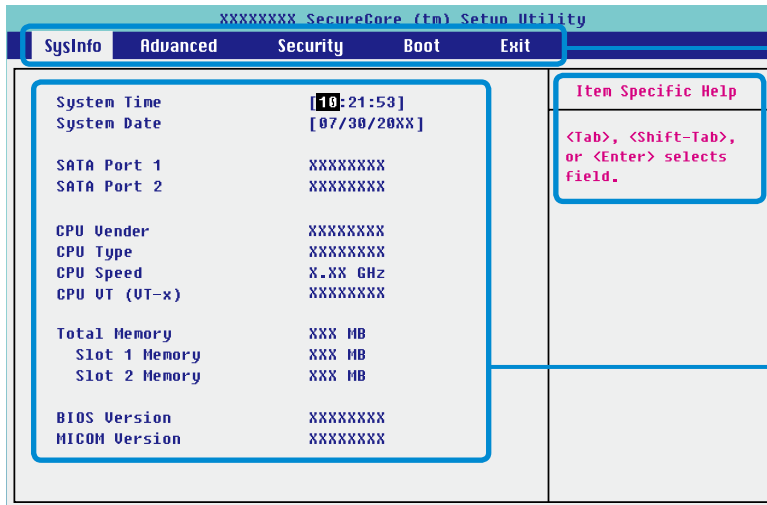 XXXXXXXX SecureCore (tm) Setup Utility
SysInfo Advanced Security Boot Exit
System Time [10:21:53]
System Date [07/30/20XX]
SATA Port 1 XXXXXXXX
SATA Port 2 XXXXXXXX
CPU Vender XXXXXXXX
CPU Type XXXXXXXX
CPU Speed X.XX GHz
CPU VT (VT-x) XXXXXXXX
Total Memory XXX MB
Slot 1 Memory XXX MB
Slot 2 Memory XXX MB
BIOS Version XXXXXXXX
MICOM Version XXXXXXXX
Item Specific Help
<Tab>, <Shift-Tab>,
or <Enter> selects
field.